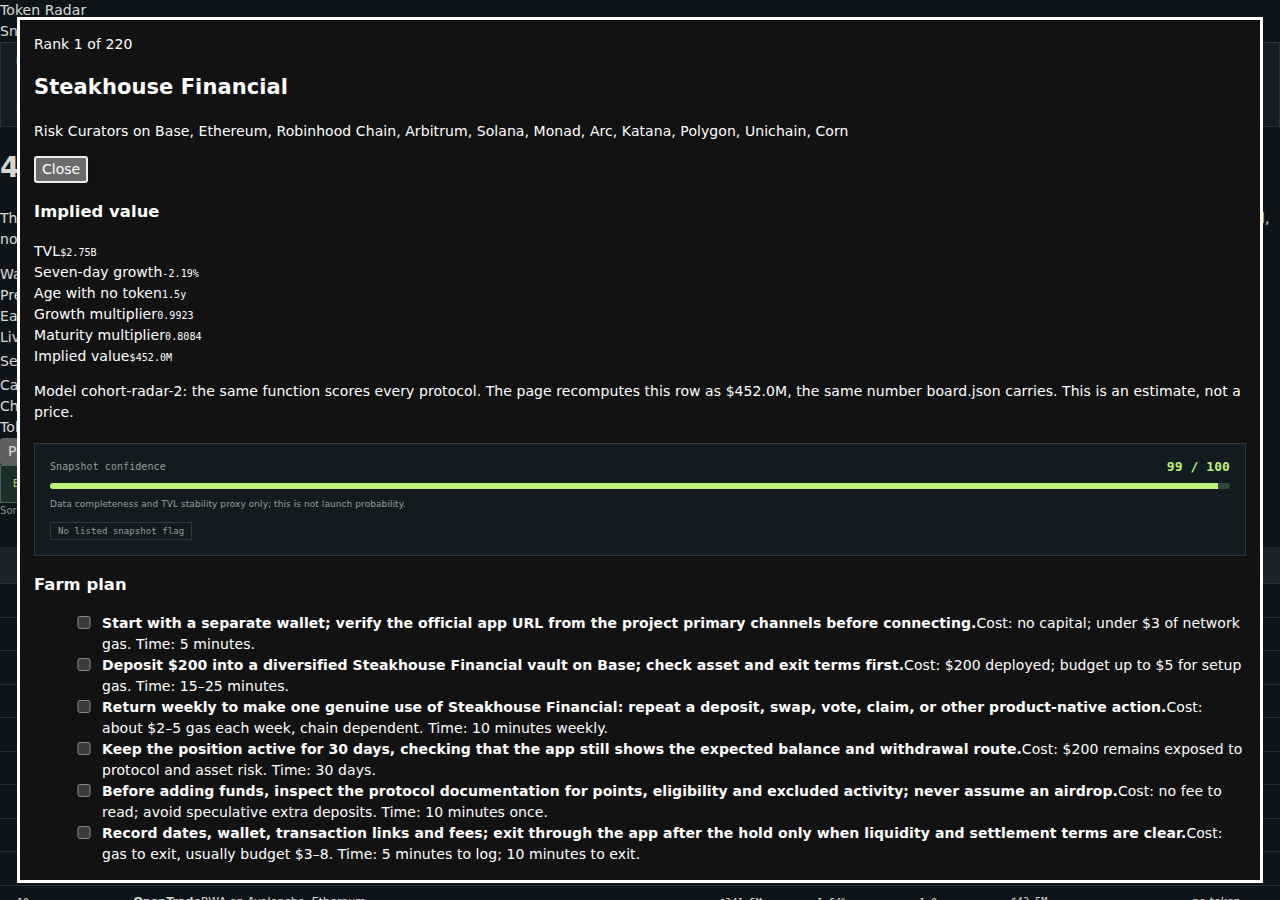 Token Radar
Sn
Rank 1 of 220
Steakhouse Financial
Risk Curators on Base, Ethereum, Robinhood Chain, Arbitrum, Solana, Monad, Arc, Katana, Polygon, Unichain, Corn
4
Close
Implied value
Th
no
TVL$2.75B
Wa
Seven-day growth-2.19%
Pre
Age with no token1.5y
Ea
Growth multiplier0.9923
Liv
Maturity multiplier0.8084
Se
Implied value$452.0M
Ca
Model cohort-radar-2: the same function scores every protocol. The page recomputes this row as $452.0M, the same number board.json carries. This is an estimate, not a
Ch
price.
Tol
P
Snapshot confidence 99 / 100
Data completeness and TVL stability proxy only; this is not launch probability.
No listed snapshot flag
Farm plan
Start with a separate wallet; verify the official app URL from the project primary channels before connecting.Cost: no capital; under $3 of network
gas. Time: 5 minutes.
Deposit $200 into a diversified Steakhouse Financial vault on Base; check asset and exit terms first.Cost: $200 deployed; budget up to $5 for setup
gas. Time: 15–25 minutes.
Return weekly to make one genuine use of Steakhouse Financial: repeat a deposit, swap, vote, claim, or other product-native action.Cost:
about $2–5 gas each week, chain dependent. Time: 10 minutes weekly.
Keep the position active for 30 days, checking that the app still shows the expected balance and withdrawal route.Cost: $200 remains exposed to
protocol and asset risk. Time: 30 days.
Before adding funds, inspect the protocol documentation for points, eligibility and excluded activity; never assume an airdrop.Cost: no fee to
read; avoid speculative extra deposits. Time: 10 minutes once.
Record dates, wallet, transaction links and fees; exit through the app after the hold only when liquidity and settlement terms are clear.Cost:
gas to exit, usually budget $3–8. Time: 5 minutes to log; 10 minutes to exit.